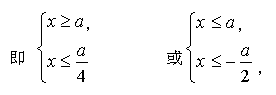 即 { x ≥ a, x ≤ a/4 或 { x ≤ a, x ≤ -a/2,